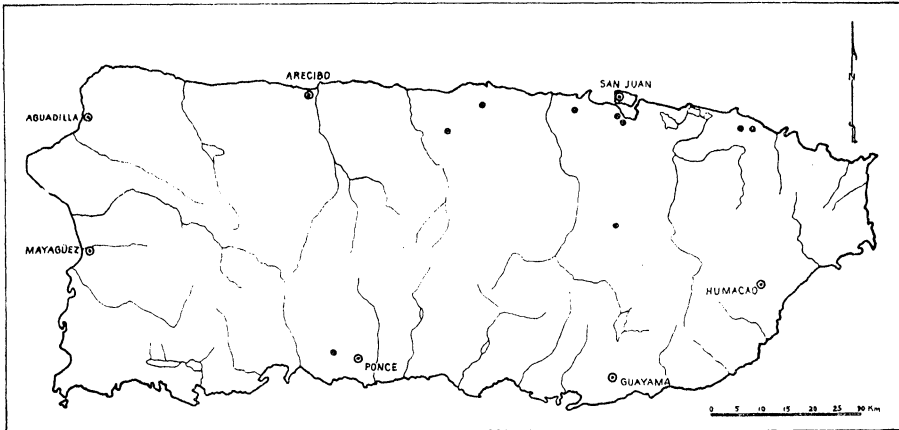 ARECIBO
SAN JUAN
N
AGUADILLA
MAYAGÜEZ
HUMACAO
PONCE
GUAYAMA
0 5 10 15 20 25 30 Km